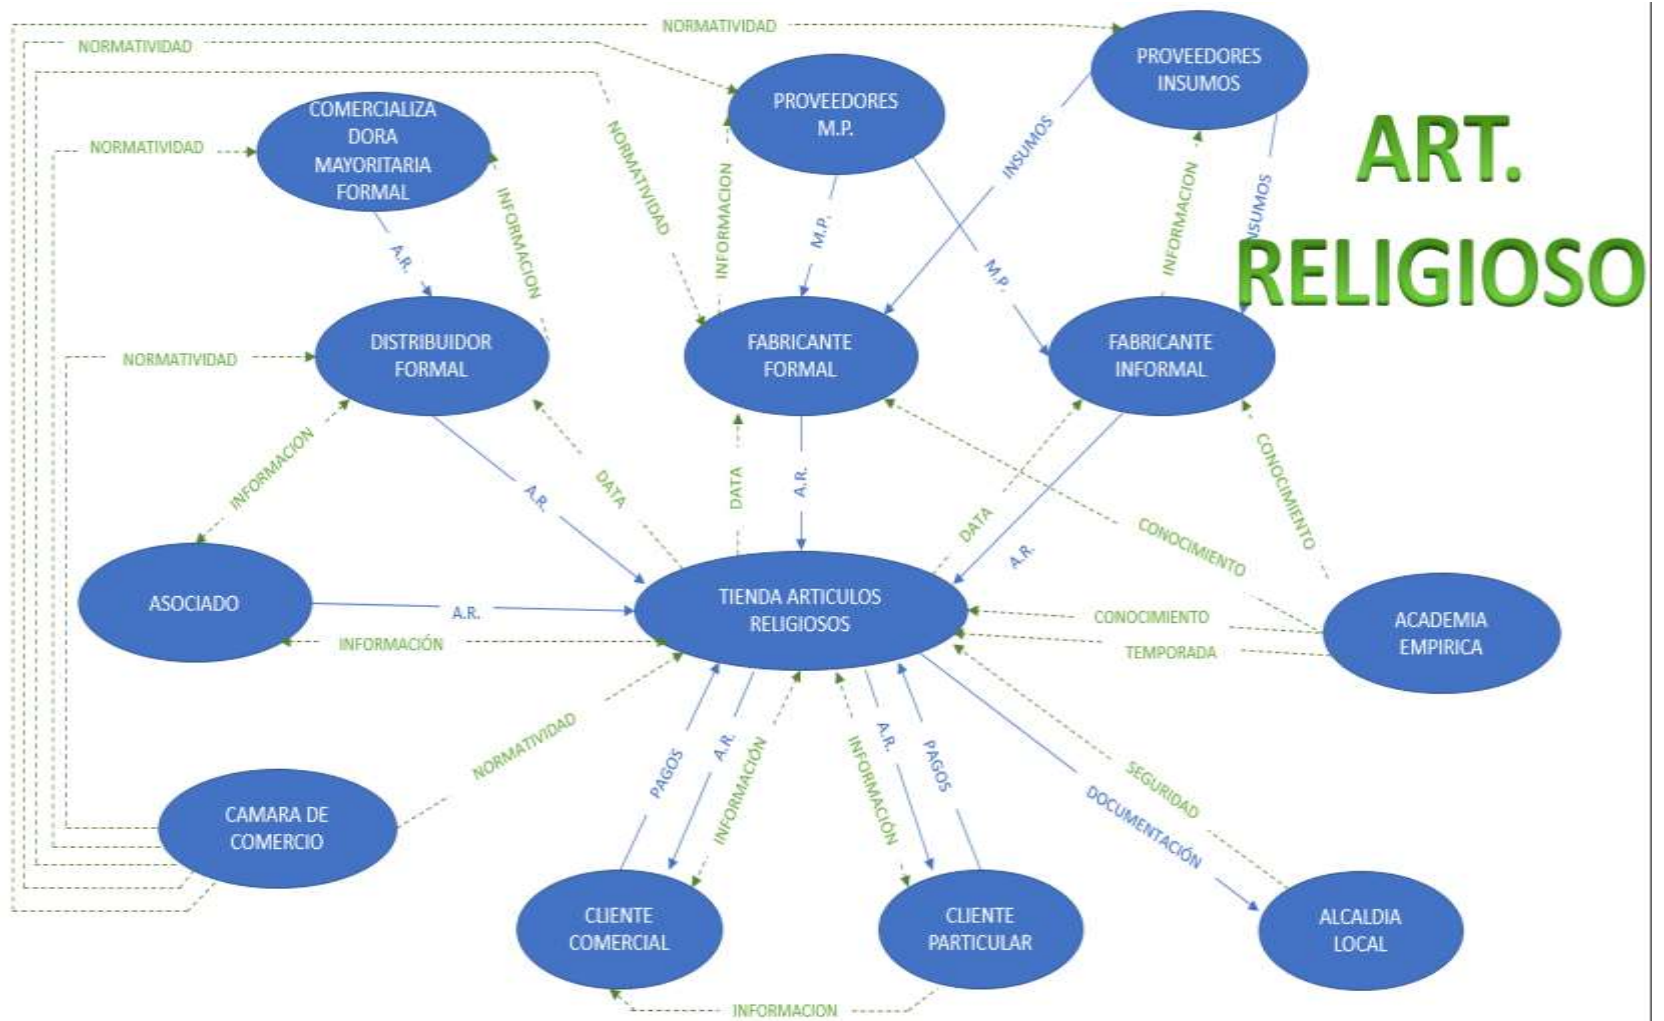 NORMATIVIDAD
NORMATIVIDAD
PROVEEDORES
INSUMOS
PROVEEDORES
M.P.
COMERCIALIZA
DORA
MAYORITARIA
FORMAL
NORMATIVIDAD
NORMATIVIDAD
INSUMOS
ART.
RELIGIOSO
INFORMACION
INFORMACION
INFORMACION
NSUMOS
A.R.
M.P.
M.P.
DISTRIBUIDOR
FORMAL
FABRICANTE
FORMAL
FABRICANTE
INFORMAL
NORMATIVIDAD
INFORMACION
A.R.
DATA
DATA
A.R.
DATA
A.R.
CONOCIMIENTO
CONOCIMIENTO
ASOCIADO
A.R.
INFORMACIÓN
TIENDA ARTICULOS
RELIGIOSOS
CONOCIMIENTO
TEMPORADA
ACADEMIA
EMPIRICA
NORMATIVIDAD
PAGOS
A.R.
INFORMACIÓN
INFORMACIÓN
A.R.
PAGOS
SEGURIDAD
DOCUMENTACIÓN
CAMARA DE
COMERCIO
CLIENTE
COMERCIAL
CLIENTE
PARTICULAR
ALCALDIA
LOCAL
INFORMACION